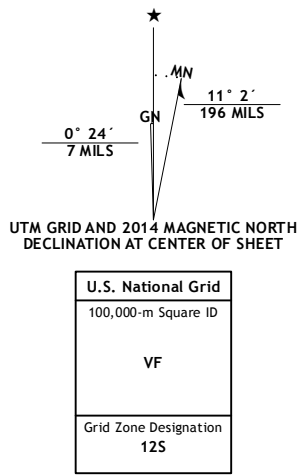 ★
MN
GN
11° 2´
196 MILS
0° 24´
7 MILS
UTM GRID AND 2014 MAGNETIC NORTH
DECLINATION AT CENTER OF SHEET
U.S. National Grid
100,000-m Square ID
VF
Grid Zone Designation
12S